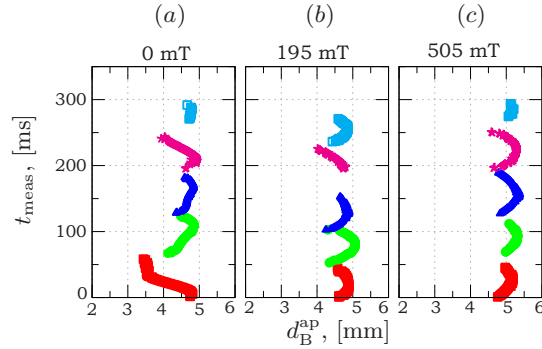 (a) (b) (c)
0 mT 195 mT 505 mT
300
200
100
0
t_meas, [ms]
2 3 4 5 6 2 3 4 5 6 2 3 4 5 6
d_B^ap, [mm]